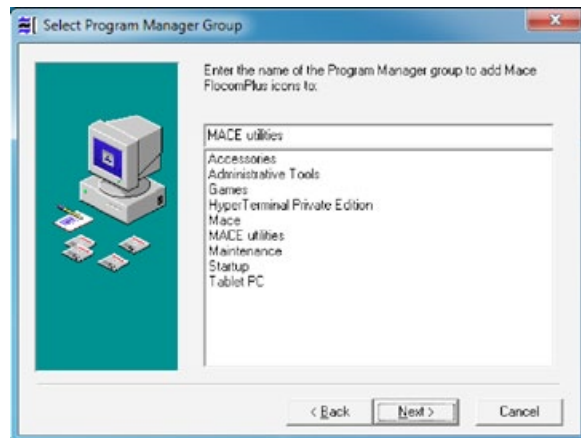 Select Program Manager Group
Enter the name of the Program Manager group to add Mace
FlocomPlus icons to:
MACE utilities
Accessories
Administrative Tools
Games
HyperTerminal Private Edition
Mace
MACE utilities
Maintenance
Startup
Tablet PC
< Back
Next >
Cancel